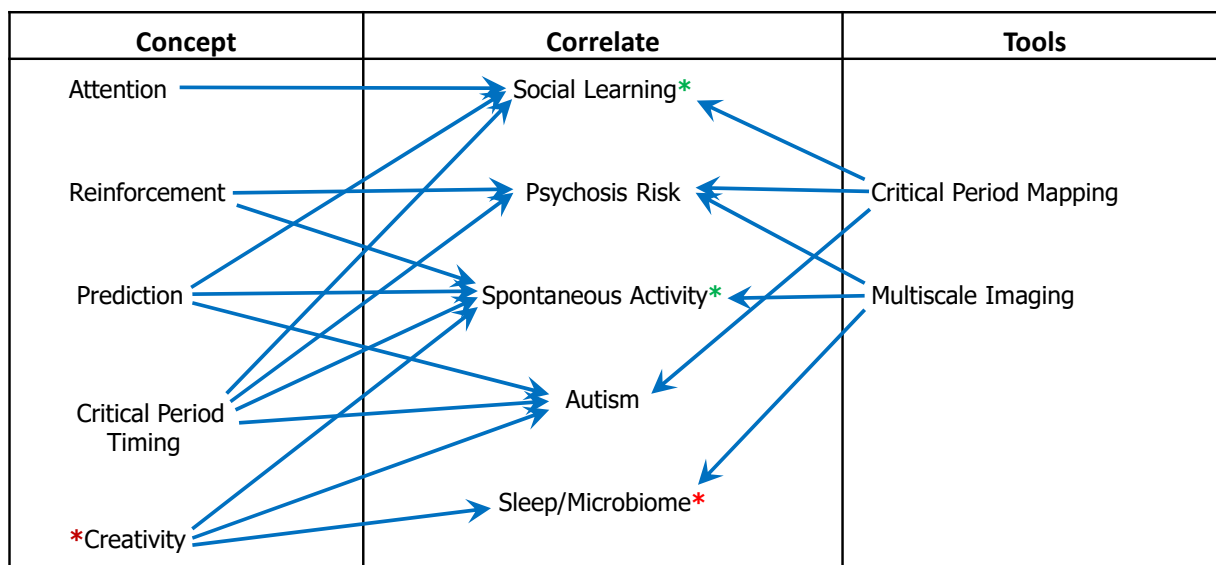 Concept Correlate Tools
Attention Social Learning*
Reinforcement Psychosis Risk Critical Period Mapping
Prediction Spontaneous Activity* Multiscale Imaging
Critical Period
Timing
Autism
*Creativity
Sleep/Microbiome*